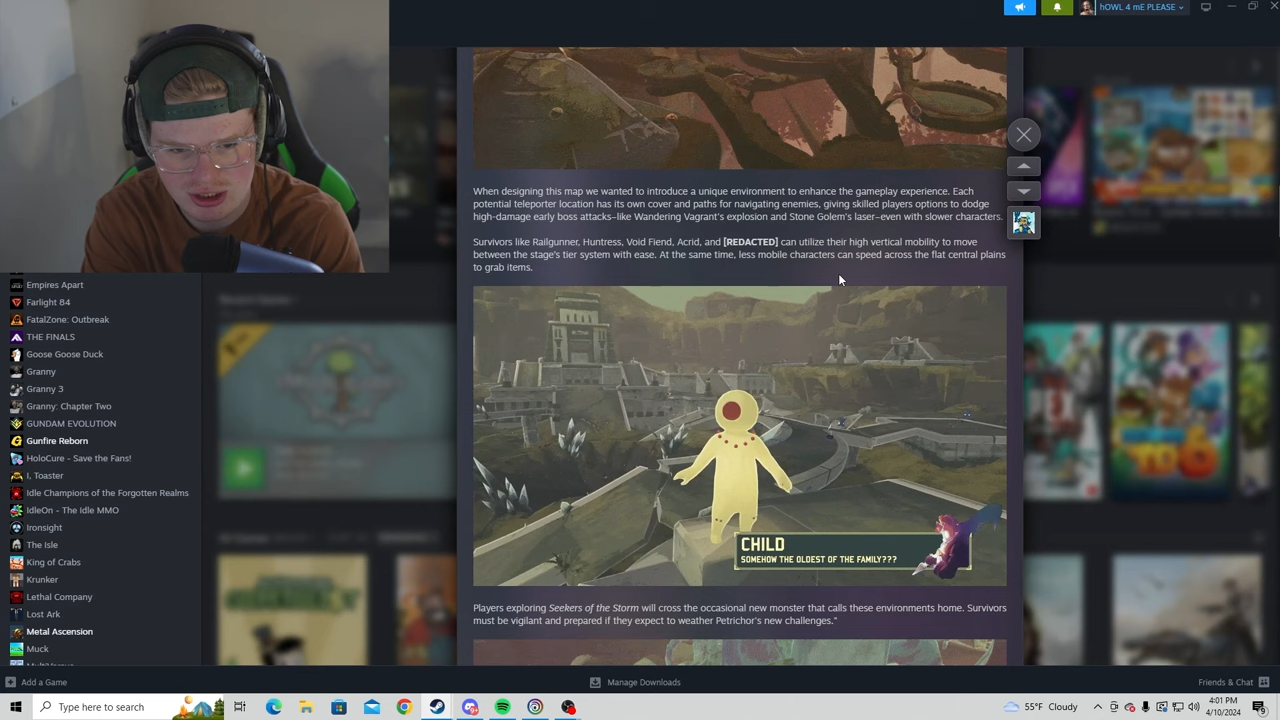 hOWL 4 mE PLEASE
When designing this map we wanted to introduce a unique environment to enhance the gameplay experience. Each
potential teleporter location has its own cover and paths for navigating enemies, giving skilled players options to dodge
high-damage early boss attacks–like Wandering Vagrant's explosion and Stone Golem's laser–even with slower characters.
Survivors like Railgunner, Huntress, Void Fiend, Acrid, and [REDACTED] can utilize their high vertical mobility to move
between the stage's tier system with ease. At the same time, less mobile characters can speed across the flat central plains
to grab items.
Empires Apart
Farlight 84
FatalZone: Outbreak
THE FINALS
Goose Goose Duck
Granny
Granny 3
Granny: Chapter Two
GUNDAM EVOLUTION
Gunfire Reborn
HoloCure - Save the Fans!
I, Toaster
Idle Champions of the Forgotten Realms
IdleOn - The Idle MMO
Ironsight
The Isle
King of Crabs
Krunker
Lethal Company
Lost Ark
Metal Ascension
Muck
CHILD
SOMEHOW THE OLDEST OF THE FAMILY???
Players exploring Seekers of the Storm will cross the occasional new monster that calls these environments home. Survivors
must be vigilant and prepared if they expect to weather Petrichor's new challenges."
Add a Game
Manage Downloads
Friends & Chat
Type here to search
55°F Cloudy
4:01 PM
4/10/2024